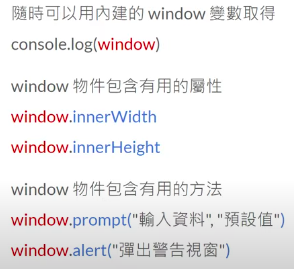 隨時可以用內建的 window 變數取得
console.log(window)
window 物件包含有用的屬性
window.innerWidth
window.innerHeight
window 物件包含有用的方法
window.prompt("輸入資料", "預設值")
window.alert("彈出警告視窗")